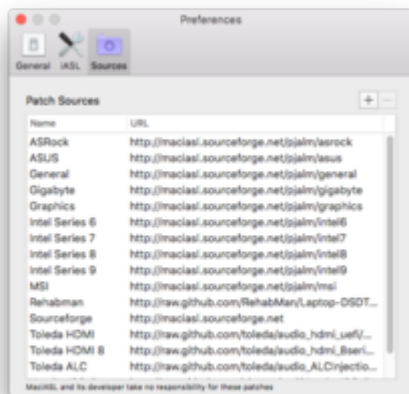 Preferences
General iASL Sources
Patch Sources
Name URL
ASRock http://maciasl.sourceforge.net/pjalm/asrock
ASUS http://maciasl.sourceforge.net/pjalm/asus
General http://maciasl.sourceforge.net/pjalm/general
Gigabyte http://maciasl.sourceforge.net/pjalm/gigabyte
Graphics http://maciasl.sourceforge.net/pjalm/graphics
Intel Series 6 http://maciasl.sourceforge.net/pjalm/intel6
Intel Series 7 http://maciasl.sourceforge.net/pjalm/intel7
Intel Series 8 http://maciasl.sourceforge.net/pjalm/intel8
Intel Series 9 http://maciasl.sourceforge.net/pjalm/intel9
MSI http://maciasl.sourceforge.net/pjalm/msi
Rehabman http://raw.github.com/RehabMan/Laptop-DSDT...
Sourceforge http://maciasl.sourceforge.net
Toleda HDMI http://raw.github.com/toleda/audio_hdmi_uefi/...
Toleda HDMI 8 http://raw.github.com/toleda/audio_hdmi_8seri...
Toleda ALC http://raw.github.com/toleda/audio_ALCInjectio...
MaciASL and its developer take no responsibility for these patches